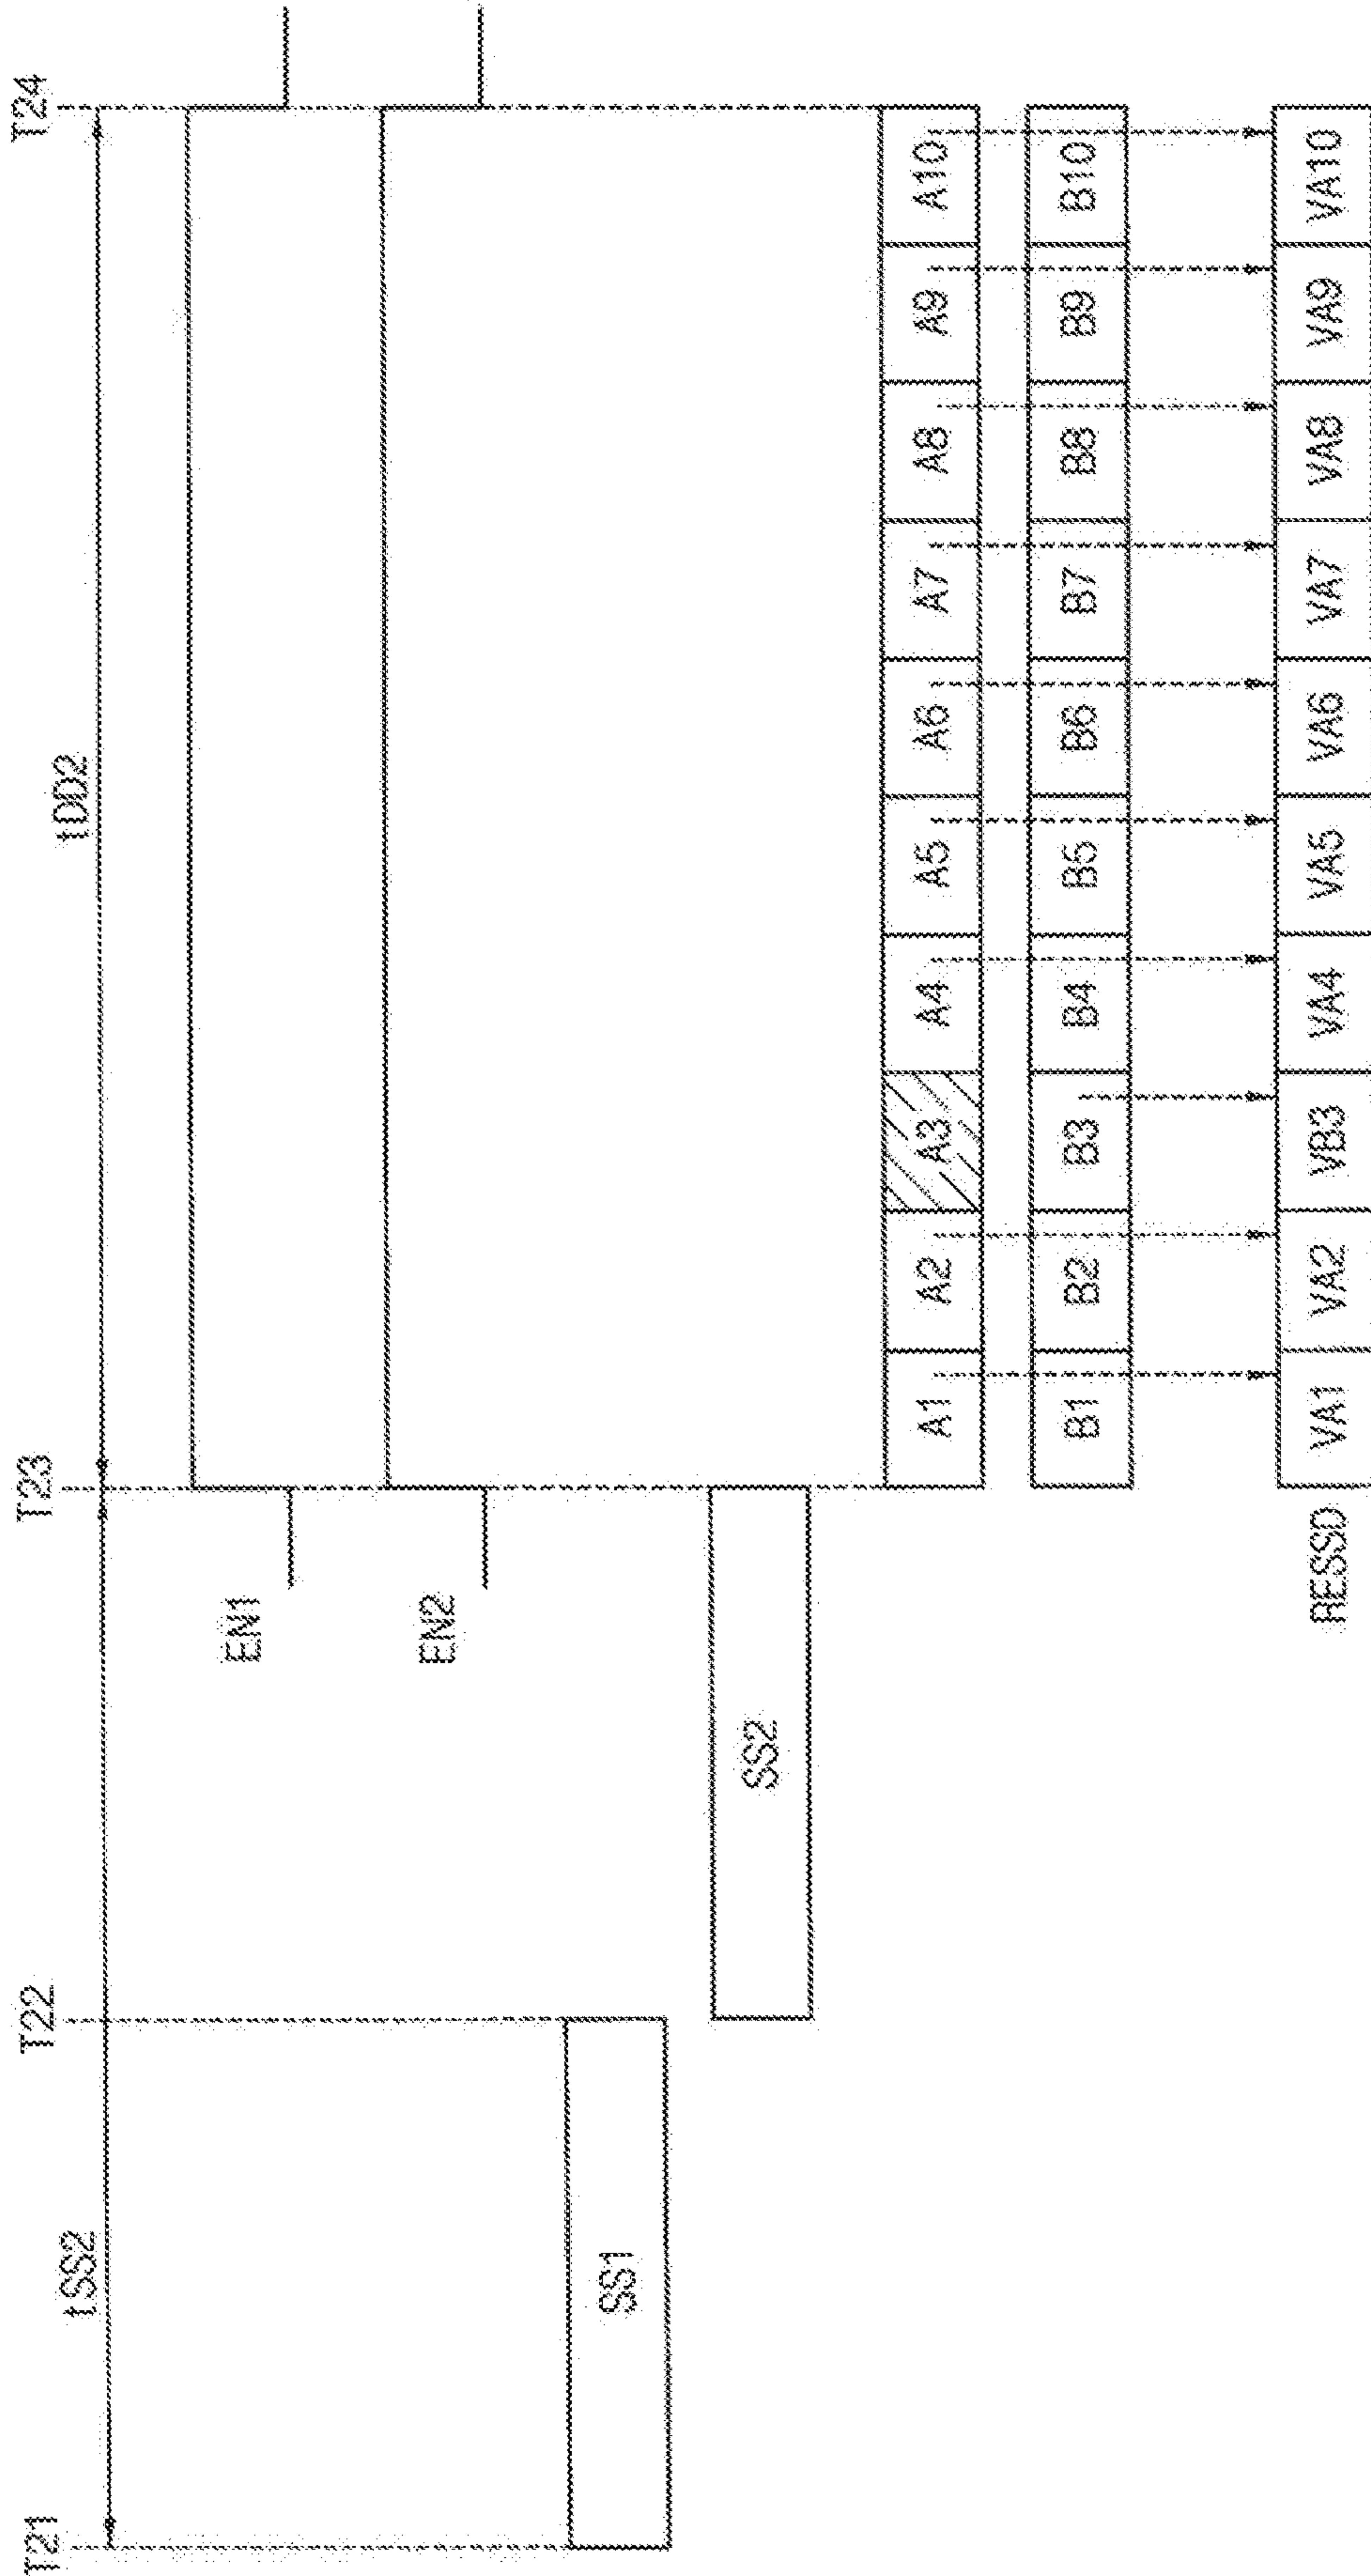 T21 T22 T23 T24
tSS2 tDD2
EN1
EN2
SS1
SS2
A1 A2 A3 A4 A5 A6 A7 A8 A9 A10
B1 B2 B3 B4 B5 B6 B7 B8 B9 B10
RESSD VA1 VA2 VB3 VA4 VA5 VA6 VA7 VA8 VA9 VA10